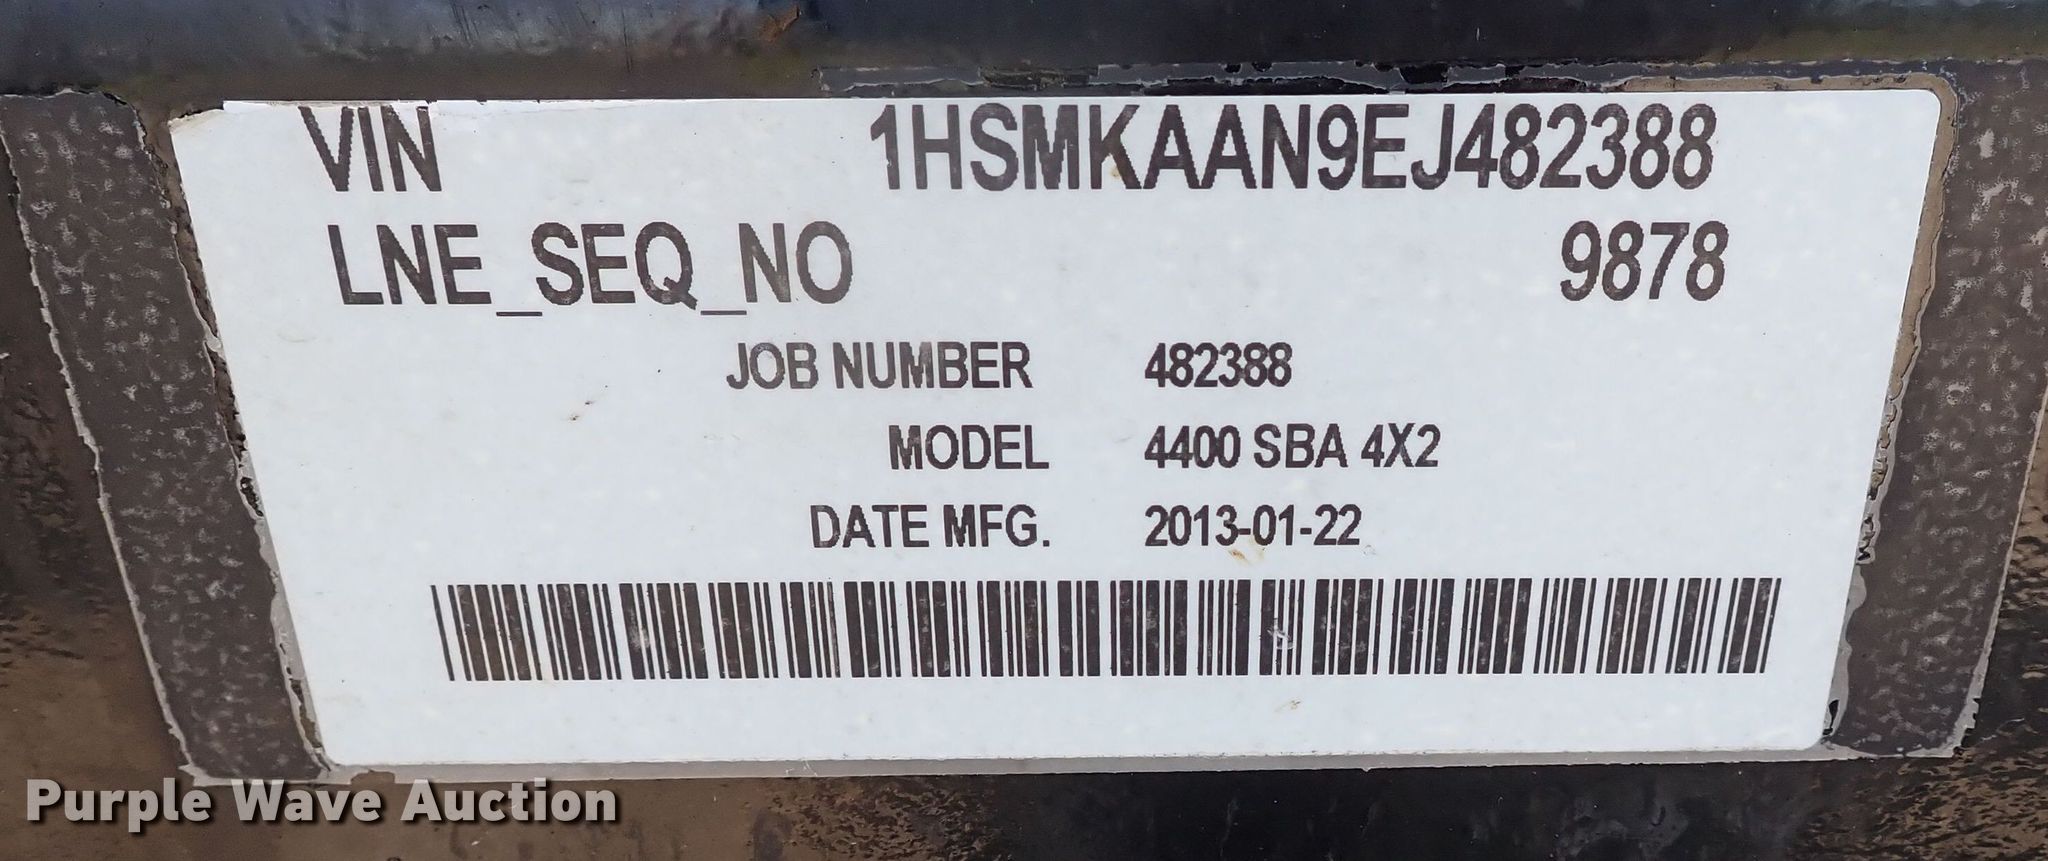 VIN 1HSMKAAN9EJ482388
LNE_SEQ_NO 9878
JOB NUMBER 482388
MODEL 4400 SBA 4X2
DATE MFG. 2013-01-22
Purple Wave Auction